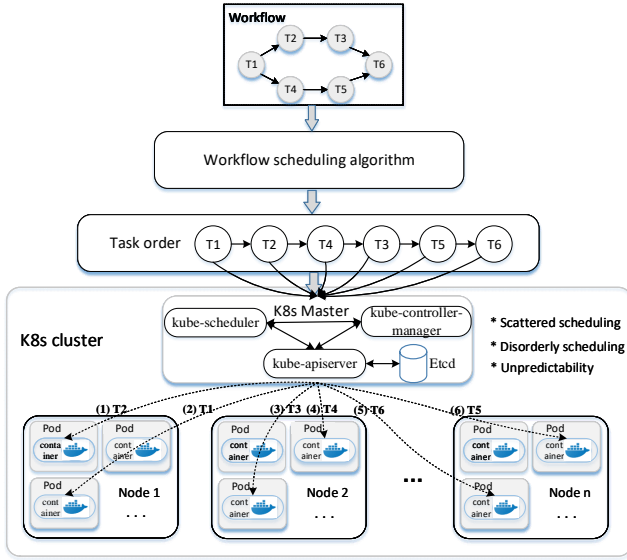 Workflow
T2
T3
T1
T6
T4
T5
Workflow scheduling algorithm
Task order
T1
T2
T4
T3
T5
T6
K8s cluster
K8s Master
kube-scheduler
kube-controller-
manager
kube-apiserver
Etcd
* Scattered scheduling
* Disorderly scheduling
* Unpredictability
(1) T2
(2) T1
(3) T3
(4) T4
(5) T6
(6) T5
Pod
conta
iner
Pod
cont
ainer
Pod
cont
ainer
Node 1
. . .
Pod
cont
ainer
Pod
cont
ainer
Pod
cont
ainer
Node 2
. . .
...
Pod
cont
ainer
Pod
cont
ainer
Pod
cont
ainer
Node n
. . .